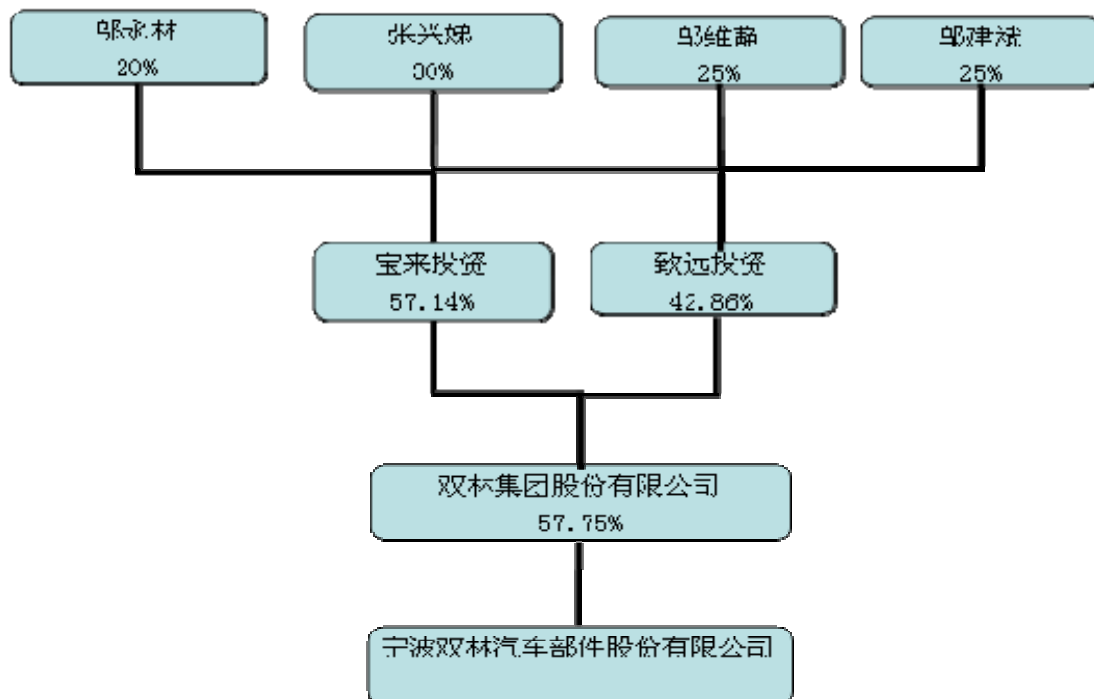 邬永林
20%
张兴娣
30%
邬维静
25%
邬建斌
25%
宝来投资
57.14%
致远投资
42.86%
双林集团股份有限公司
57.75%
宁波双林汽车部件股份有限公司